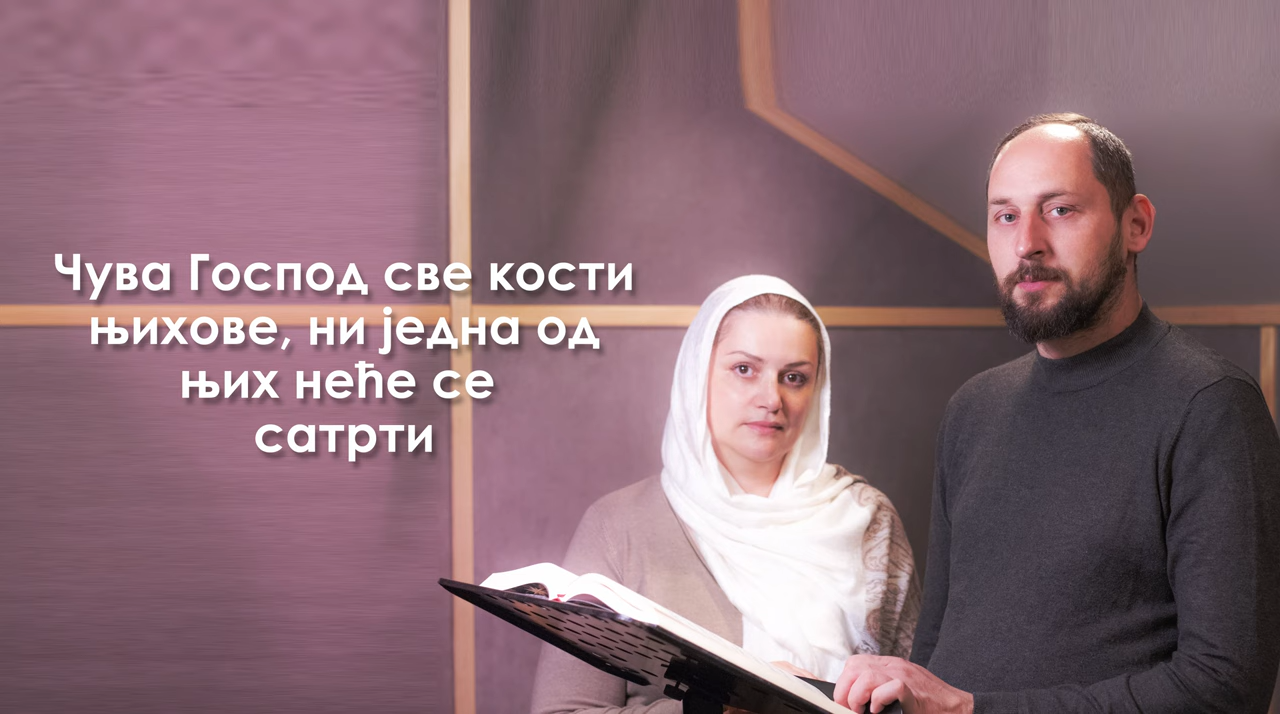 Чува Господ све кости
њихове, ни једна од
њих неће се
сатрти